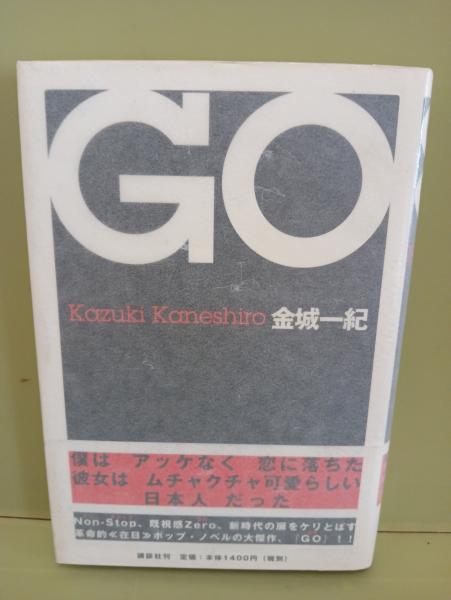 GO
Kazuki Kaneshiro 金城一紀
僕は アッケなく 恋に落ちた
彼女は ムチャクチャ可愛らしい
日本人 だった
Non-Stop、既視感Zero、新時代の扉をケリとばす
革命的≪在日≫ポップ・ノベルの大傑作、『GO』!!
講談社刊 定価:本体1400円(税別)